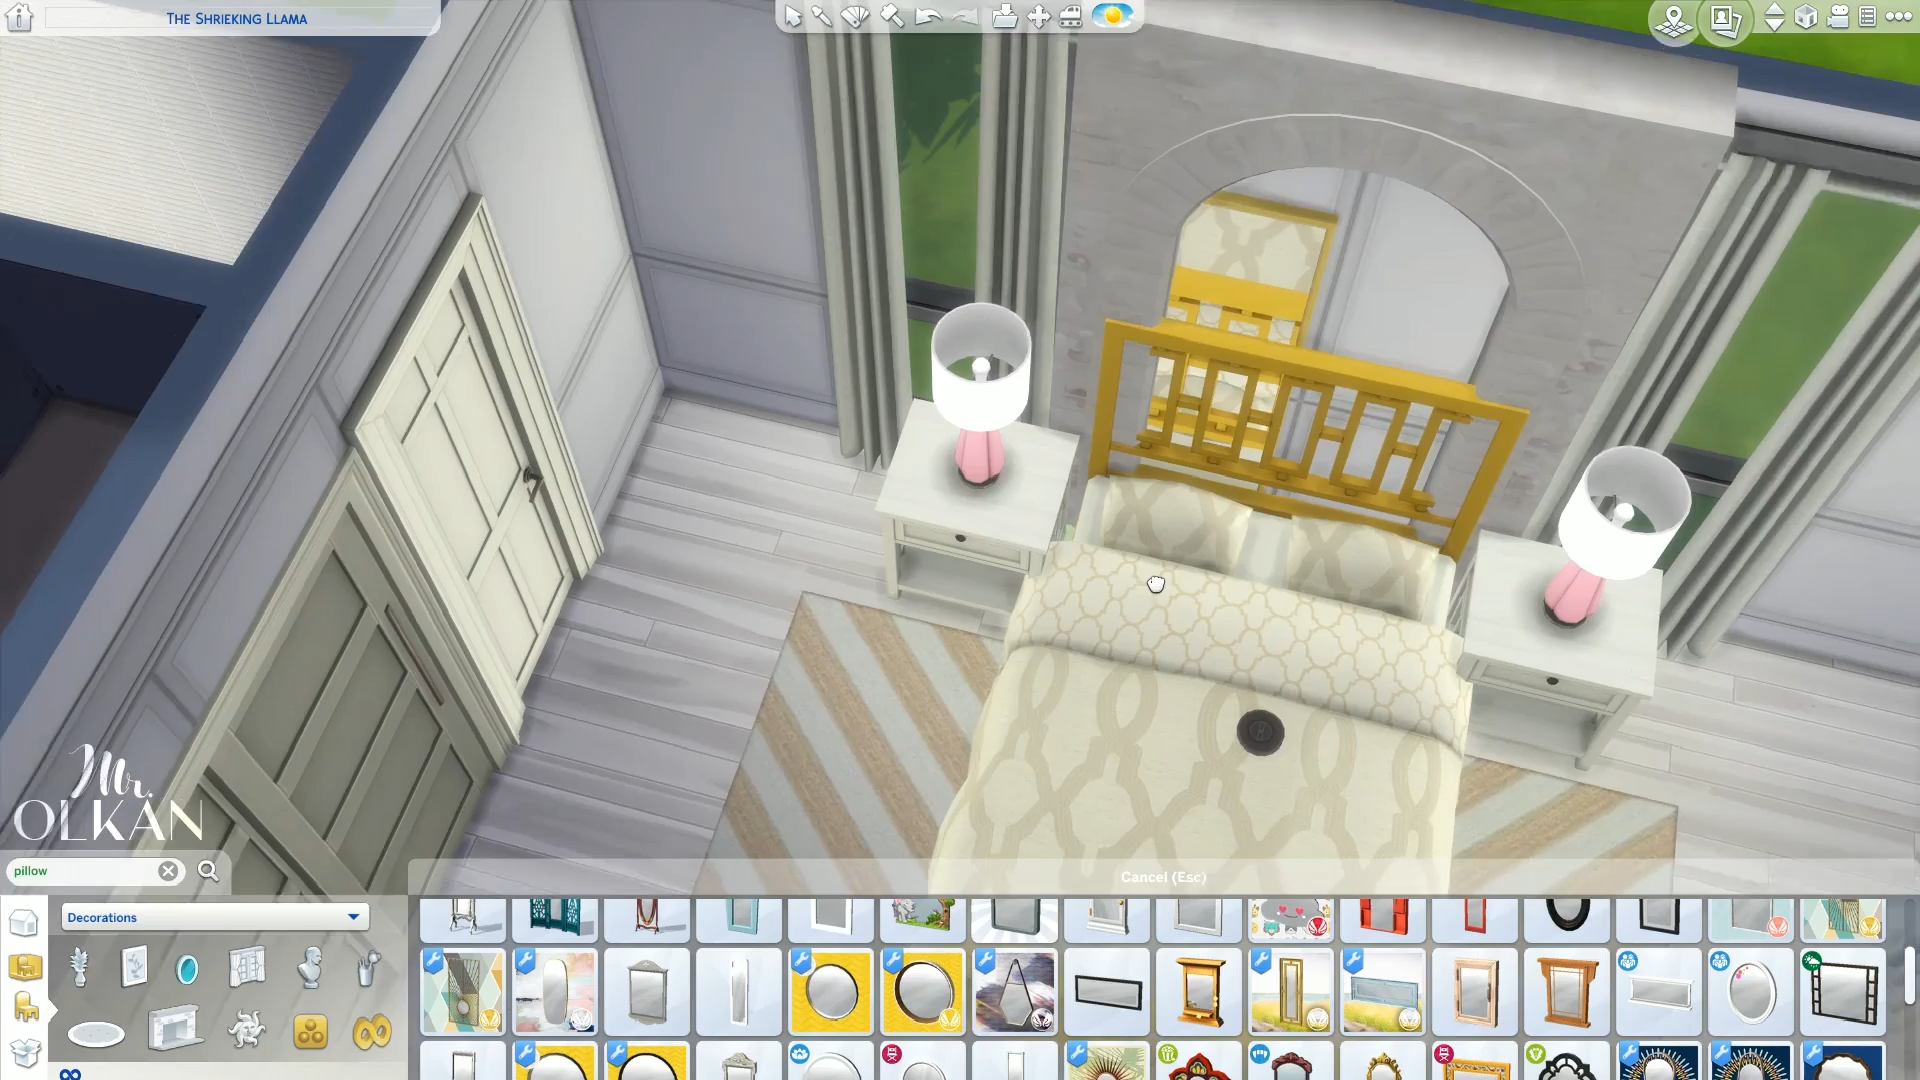 THE SHRIEKING LLAMA
Mr.
OLKAN
pillow
Cancel (Esc)
Decorations